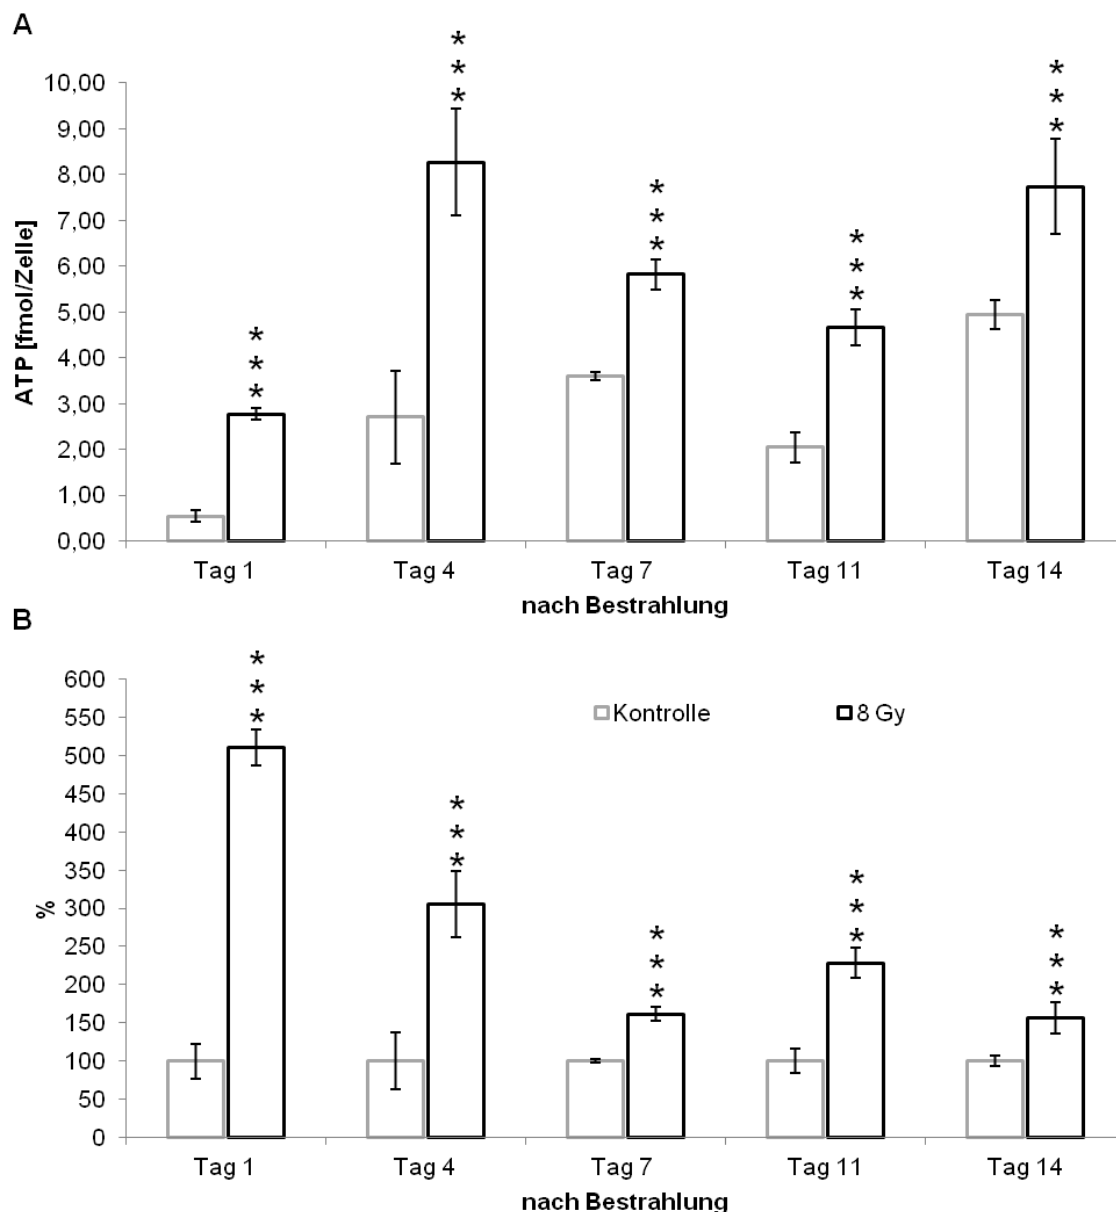 A
* * *
* * *
* * *
* * *
* * *
10,00
9,00
8,00
7,00
6,00
5,00
4,00
3,00
2,00
1,00
0,00
ATP [fmol/Zelle]
Tag 1 Tag 4 Tag 7 Tag 11 Tag 14
nach Bestrahlung
B
* * *
* * *
* * *
* * *
* * *
600
550
500
450
400
350
300
250
200
150
100
50
0
%
Kontrolle 8 Gy
Tag 1 Tag 4 Tag 7 Tag 11 Tag 14
nach Bestrahlung